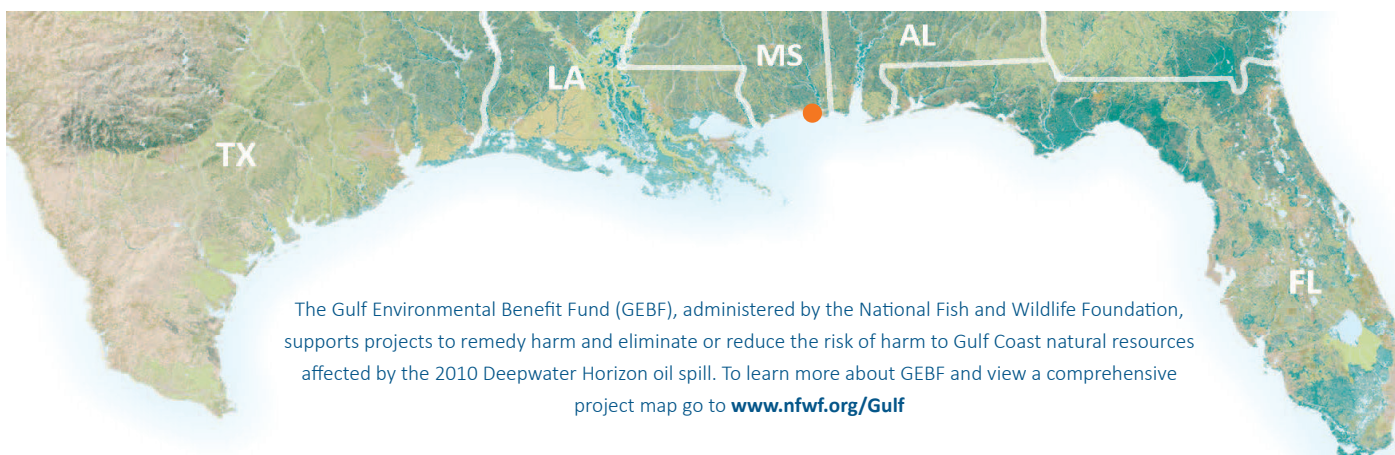 AL
MS
LA
TX
FL
The Gulf Environmental Benefit Fund (GEBF), administered by the National Fish and Wildlife Foundation,
supports projects to remedy harm and eliminate or reduce the risk of harm to Gulf Coast natural resources
affected by the 2010 Deepwater Horizon oil spill. To learn more about GEBF and view a comprehensive
project map go to www.nfwf.org/Gulf